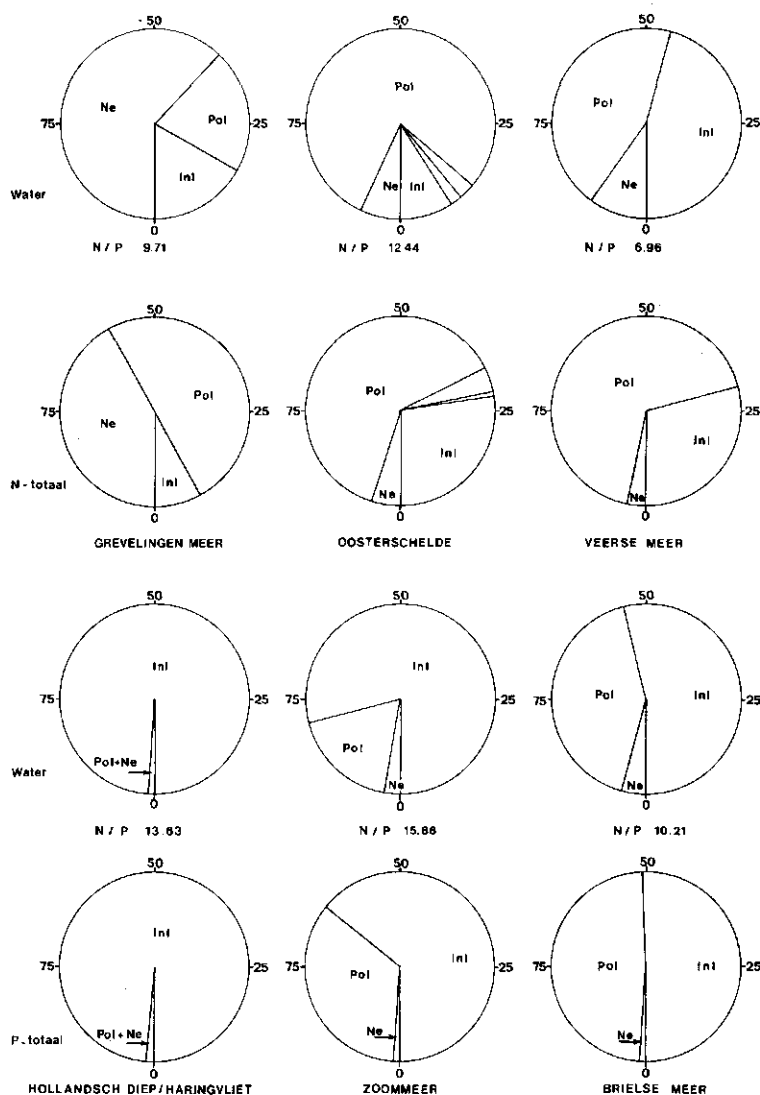 50 50 50
Ne Pol Pol Pol Inl
75 25 75 25 75 25
Inl Ne Inl Ne
Water
0 0 0
N / P 9.71 N / P 12.44 N / P 6.96
50 50 50
Pol Pol Pol
75 25 75 25 75 25
Ne Inl Inl
N-totaal Inl Ne Ne
0 0 0
GREVELINGEN MEER OOSTERSCHELDE VEERSE MEER
50 50 50
Inl Inl Pol Inl
75 25 75 25 75 25
Pol
Pol+Ne
Water Ne Ne
0 0 0
N / P 13.63 N / P 15.86 N / P 10.21
50 50 50
Inl Inl Pol Inl
75 25 75 25 75 25
Pol
Pol + Ne Ne Ne
P-totaal
0 0 0
HOLLANDSCH DIEP/HARINGVLIET ZOOMMEER BRIELSE MEER